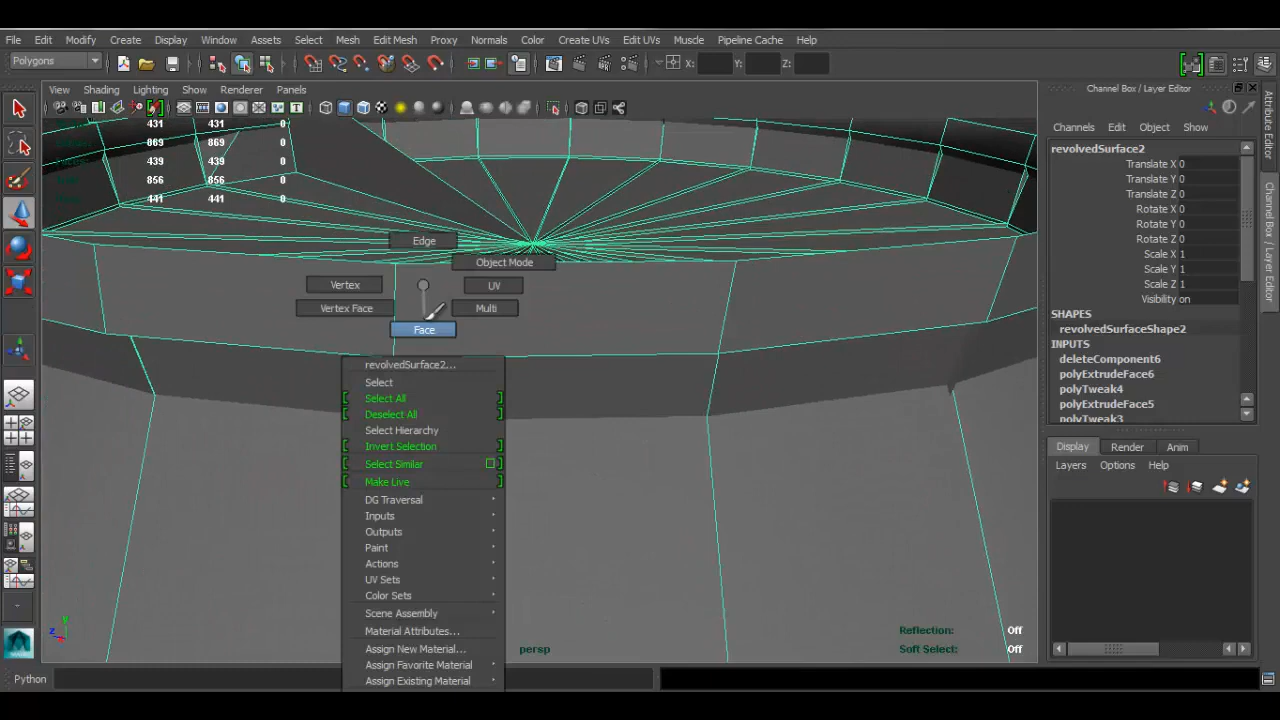 File Edit Modify Create Display Window Assets Select Mesh Edit Mesh Proxy Normals Color Create UVs Edit UVs Muscle Pipeline Cache Help
Polygons X: Y: Z:
View Shading Lighting Show Renderer Panels
Channel Box / Layer Editor
Channels Edit Object Show
431 431 0
869 869 0
439 439 0
856 856 0
441 441 0
revolvedSurface2
Translate X 0
Translate Y 0
Translate Z 0
Rotate X 0
Rotate Y 0
Rotate Z 0
Scale X 1
Scale Y 1
Scale Z 1
Visibility on
SHAPES
revolvedSurfaceShape2
INPUTS
deleteComponent6
polyExtrudeFace6
polyTweak4
polyExtrudeFace5
polyTweak3
Attribute Editor
Channel Box / Layer Editor
Edge
Object Mode
Vertex UV
Vertex Face Multi
Face
revolvedSurface2...
Select
Select All
Deselect All
Select Hierarchy
Invert Selection
Select Similar
Make Live
DG Traversal
Inputs
Outputs
Paint
Actions
UV Sets
Color Sets
Scene Assembly
Material Attributes...
Assign New Material...
Assign Favorite Material
Assign Existing Material
Display Render Anim
Layers Options Help
Reflection: Off
Soft Select: Off
persp
y
z
Python